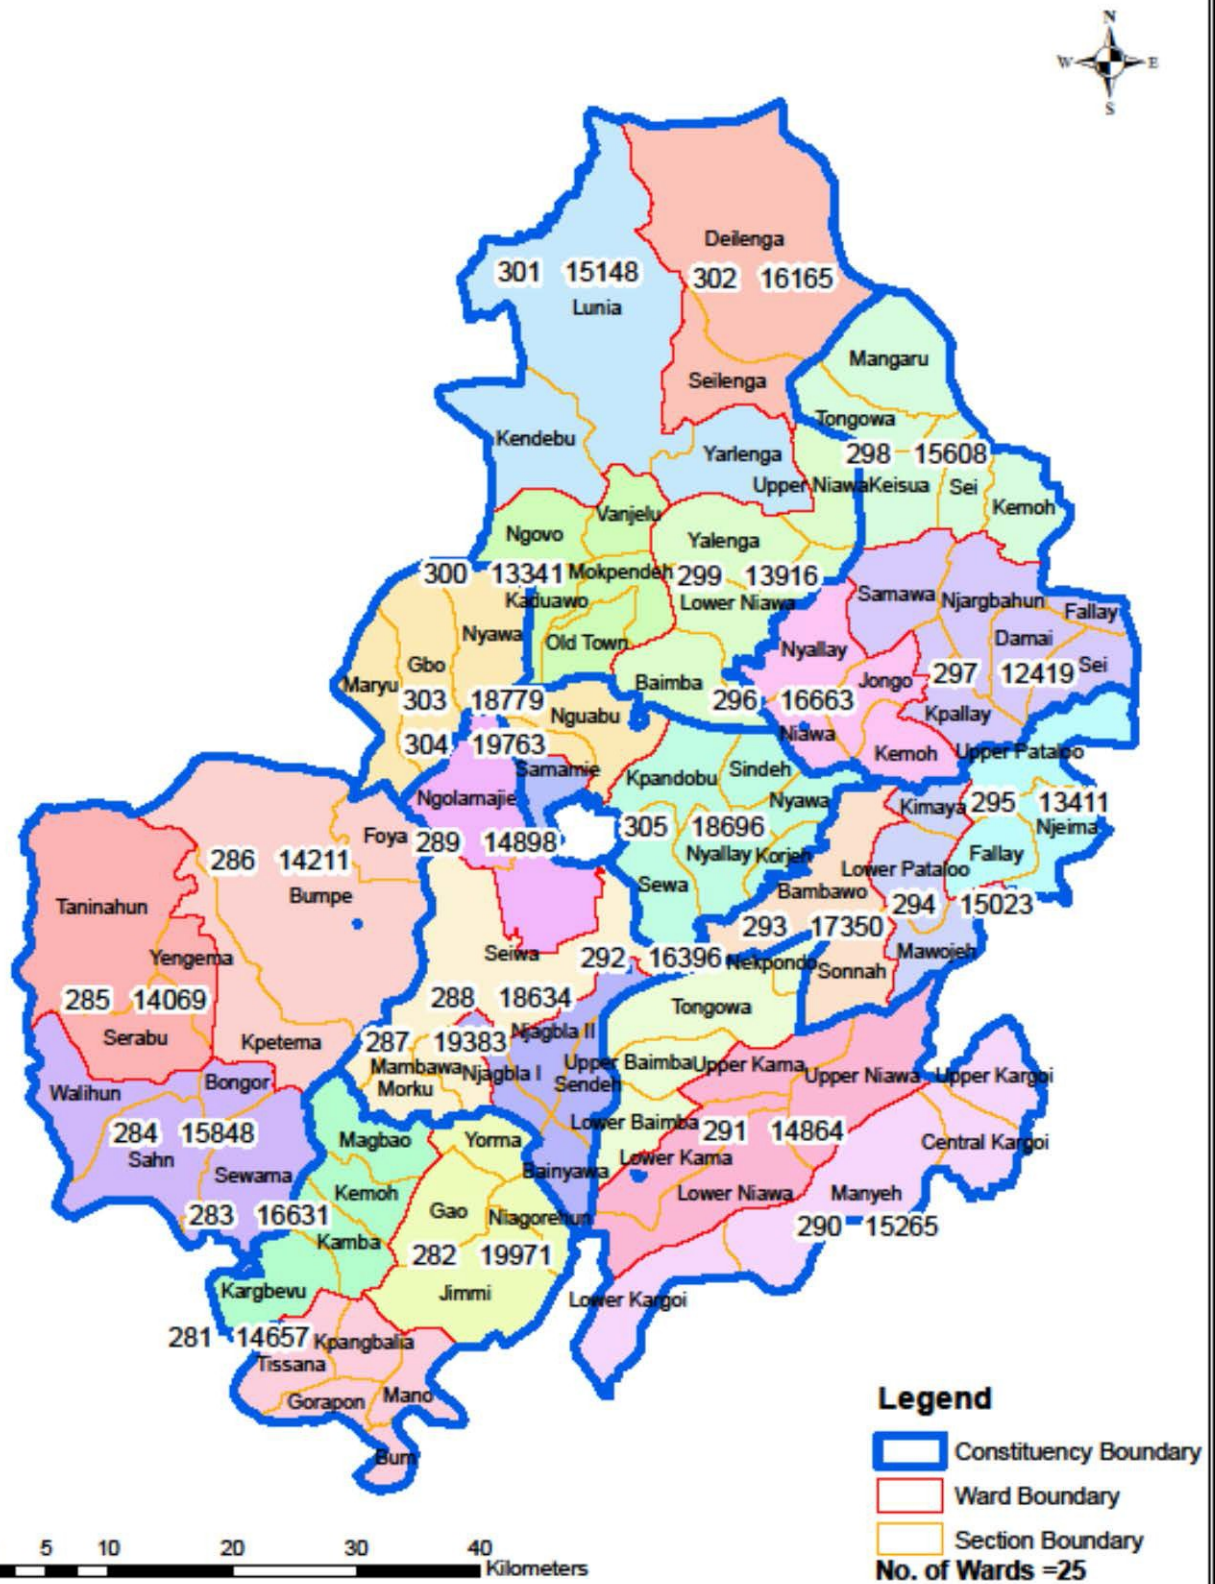 N
W E
S
Deilenga
301 15148
302 16165
Lunia
Mangaru
Seilenga
Tongowa
Kendebu
Yarlenga
298 15608
Upper Niawa
Keisua
Sei
Kemoh
Vanjelu
Ngovo
Yalenga
300 13341
Mokpendeh
299 13916
Kaduawo
Lower Niawa
Samawa
Njargbahun
Fallay
Nyawa
Old Town
Nyallay
Damai
Gbo
Sei
Maryu
Baimba
Jongo
297 12419
303 18779
296 16663
Nguabu
Kpallay
Niawa
304 19763
Kemoh
Upper Pataloo
Samamie
Kpandobu
Sindeh
Ngolamajie
Nyawa
Kimaya
295 13411
Foya
289 14898
305 18696
Njeima
286 14211
Nyallay
Korjeh
Fallay
Lower Pataloo
Bumpe
Sewa
Bambawo
Taninahun
294 15023
293 17350
Seiwa
292 16396
Mawojeh
Yengema
Nekpondo
Sonnah
285 14069
288 18634
Tongowa
Serabu
Kpetema
287 19383
Njagbla II
Mambawa
Njagbla I
Upper Baimba
Upper Kama
Upper Niawa
Upper Kargoi
Walihun
Bongor
Morku
Sendeh
Lower Baimba
284 15848
Magbao
Yorma
291 14864
Central Kargoi
Sahn
Lower Kama
Sewama
Bainyawa
Kemoh
Lower Niawa
Manyeh
283 16631
Gao
Niagorehun
290 15265
Kamba
282 19971
Kargbevu
Jimmi
Lower Kargoi
281 14657
Kpangbalia
Tissana
Gorapon
Mano
Bum
Legend
Constituency Boundary
Ward Boundary
Section Boundary
No. of Wards =25
5 10 20 30 40
Kilometers